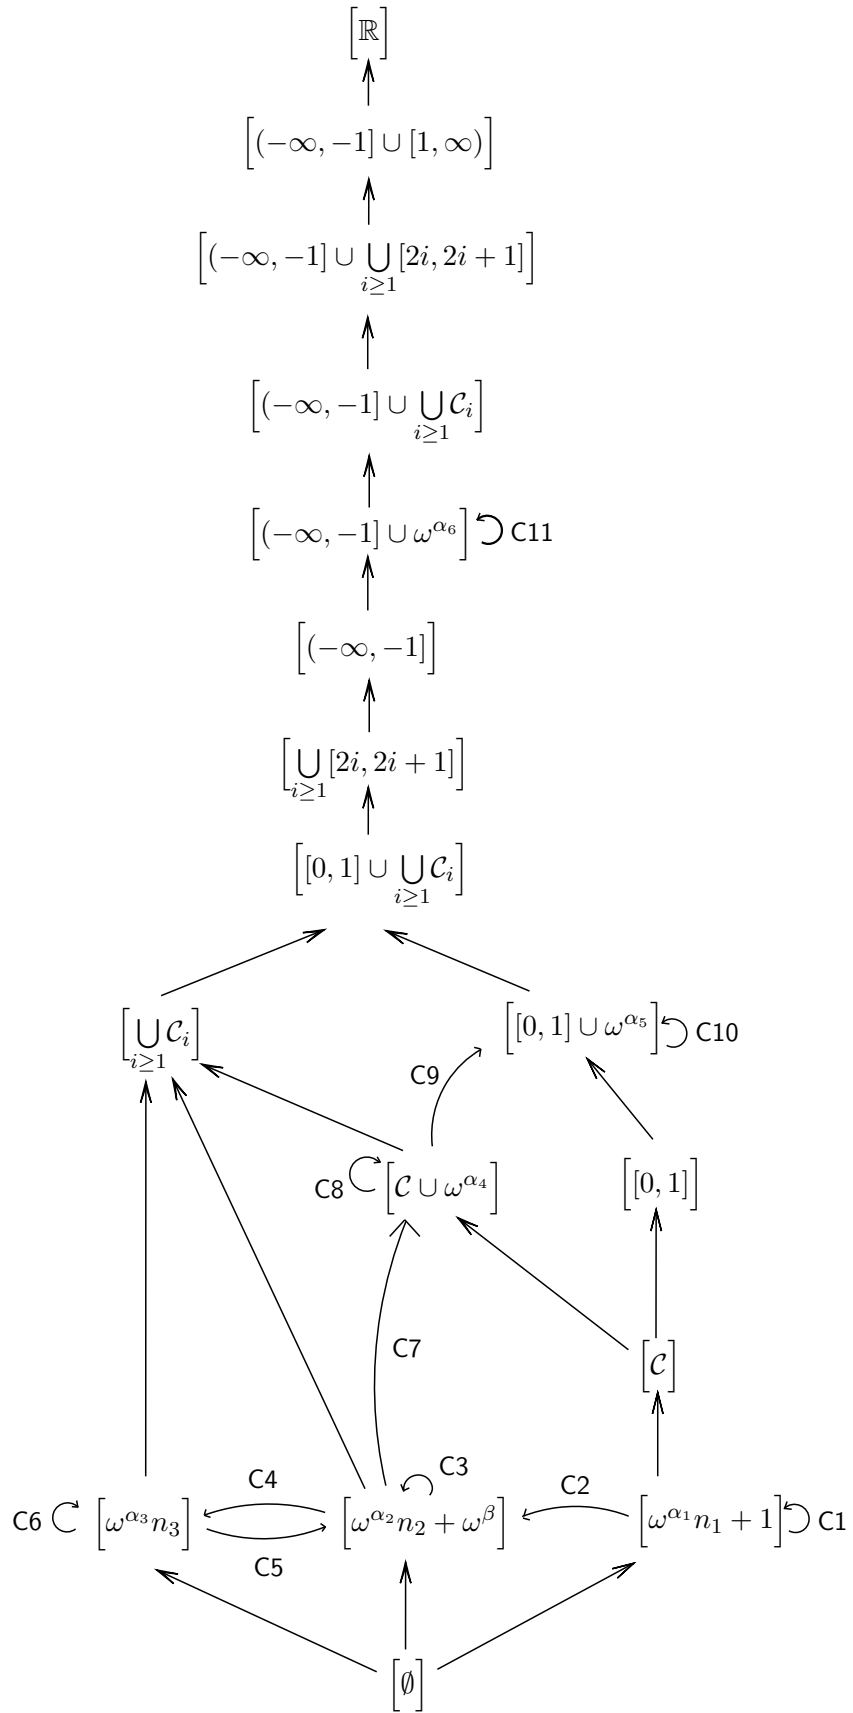 [ℝ]
[(−∞, −1] ∪ [1, ∞)]
[(−∞, −1] ∪ ⋃_{i≥1} [2i, 2i + 1]]
[(−∞, −1] ∪ ⋃_{i≥1} 𝒞_i]
[(−∞, −1] ∪ ω^{α_6}] C11
[(−∞, −1]]
[⋃_{i≥1} [2i, 2i + 1]]
[[0, 1] ∪ ⋃_{i≥1} 𝒞_i]
[⋃_{i≥1} 𝒞_i] [[0, 1] ∪ ω^{α_5}] C10
C9
C8 [𝒞 ∪ ω^{α_4}] [[0, 1]]
C7 [𝒞]
C4 C3 C2
C6 [ω^{α_3} n_3] [ω^{α_2} n_2 + ω^β] [ω^{α_1} n_1 + 1] C1
C5
[∅]